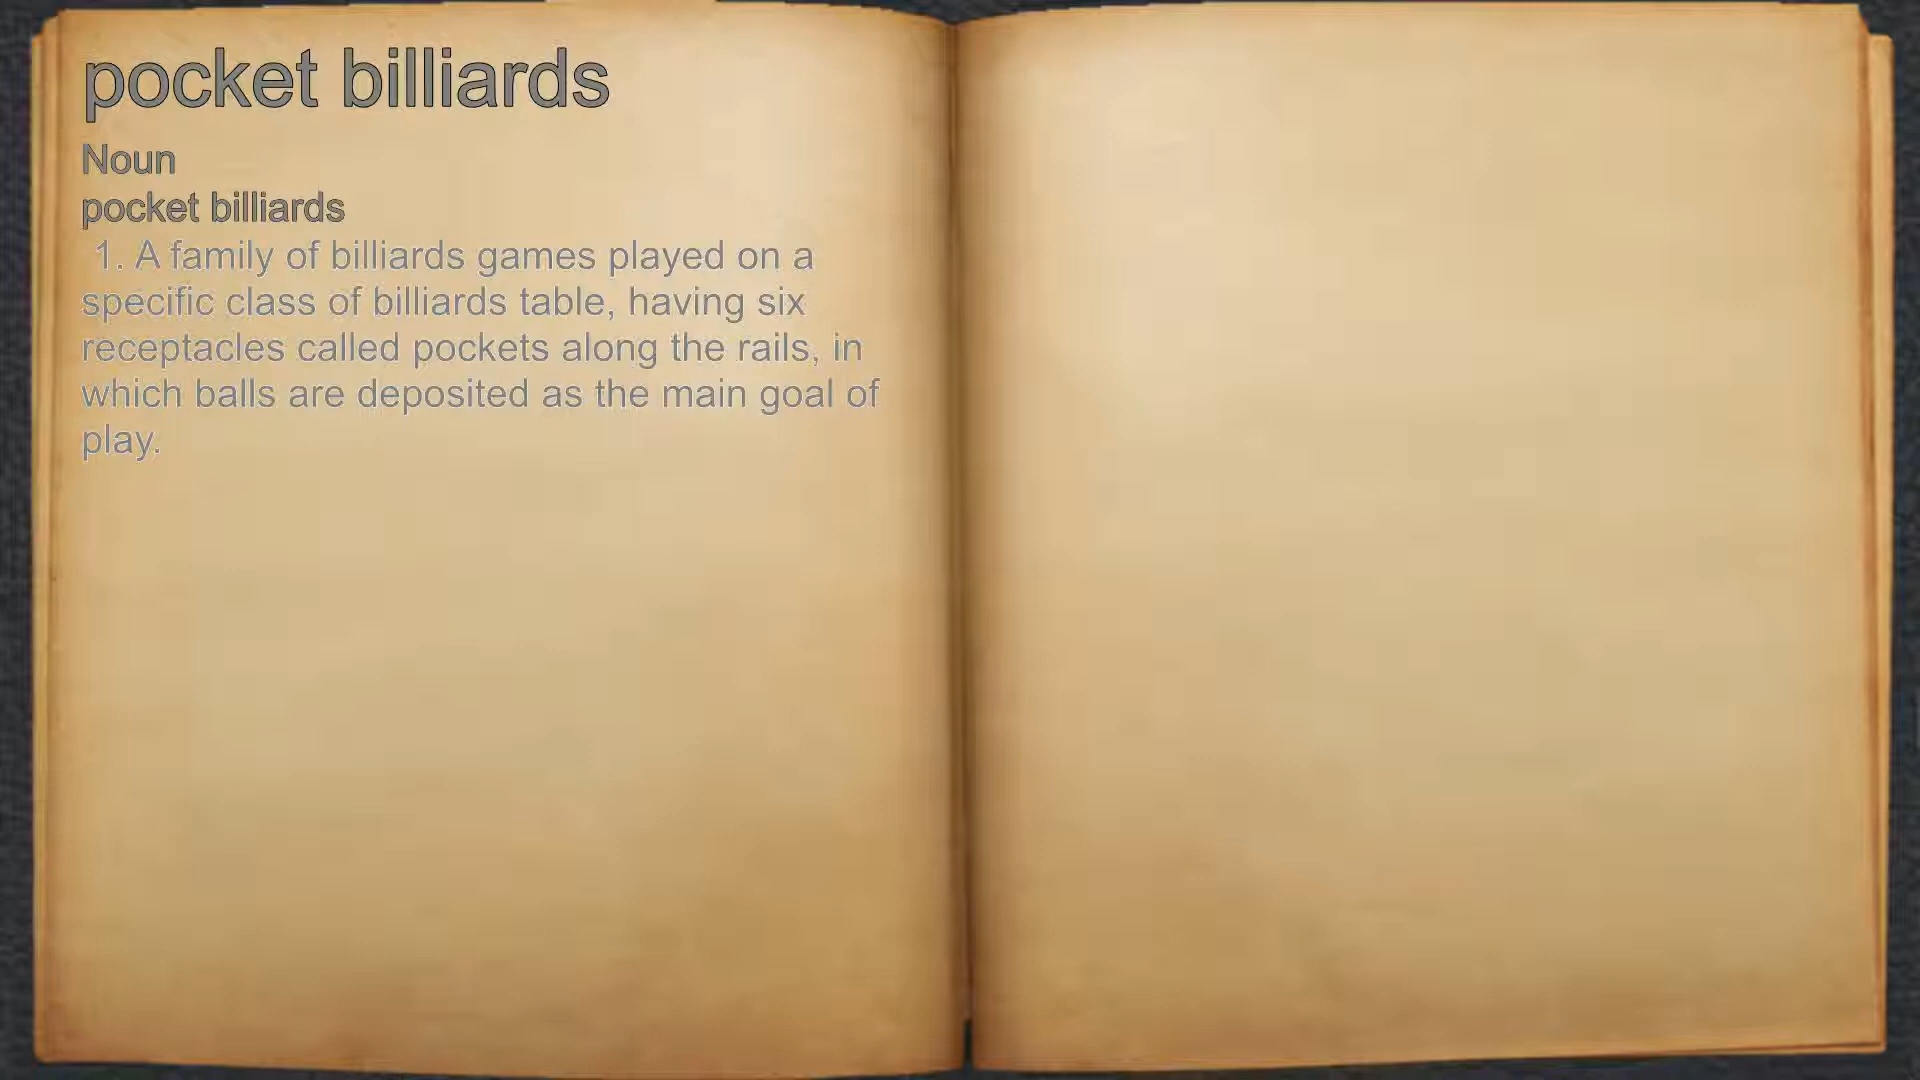 pocket billiards
Noun
pocket billiards
1. A family of billiards games played on a
specific class of billiards table, having six
receptacles called pockets along the rails, in
which balls are deposited as the main goal of
play.